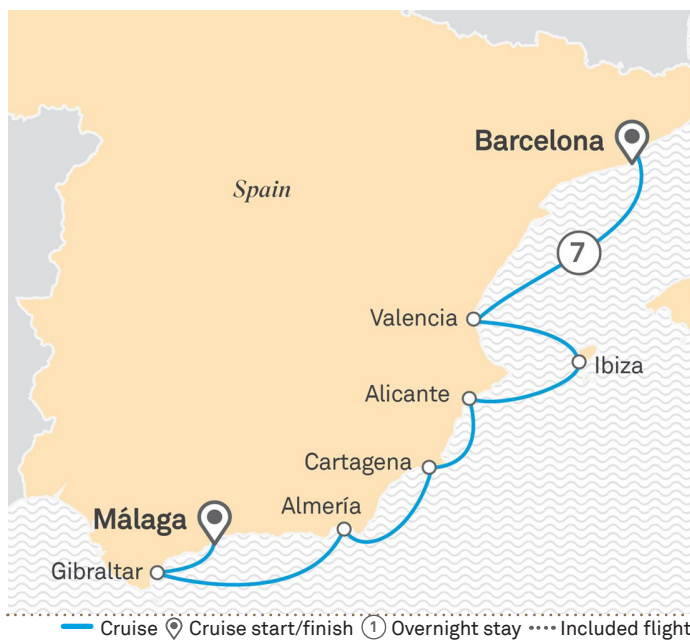 Barcelona
Spain
7
Valencia
Ibiza
Alicante
Cartagena
Almería
Málaga
Gibraltar
Cruise Cruise start/finish 1 Overnight stay Included flight